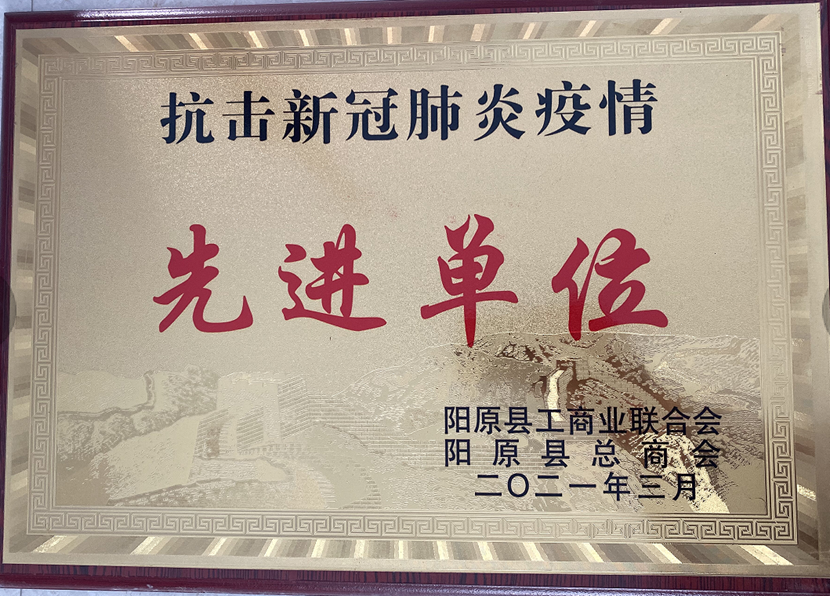 抗击新冠肺炎疫情
先进单位
阳原县工商业联合会
阳原县总商会
二〇二一年三月